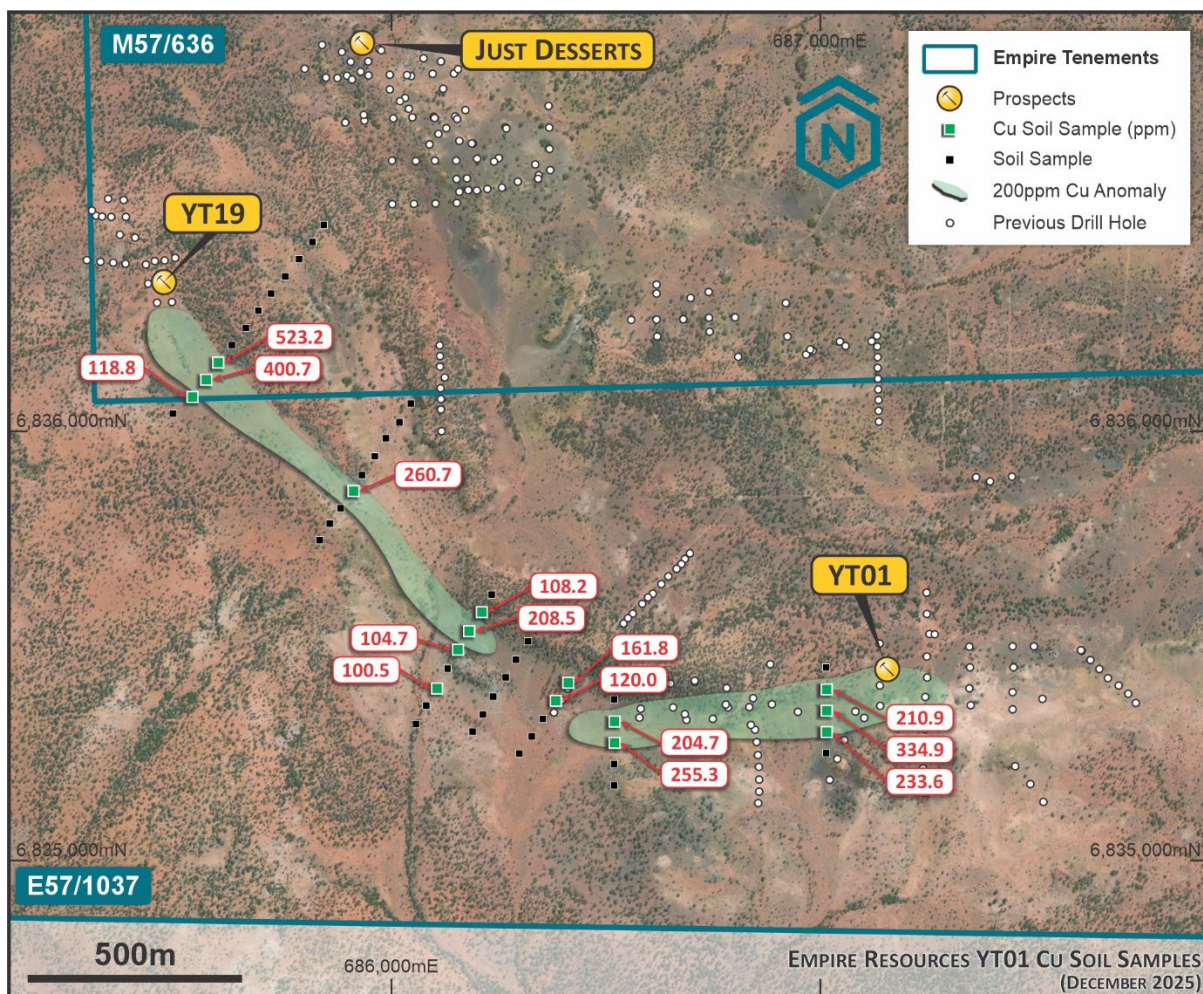 M57/636
JUST DESSERTS
687,000mE
Empire Tenements
Prospects
Cu Soil Sample (ppm)
Soil Sample
200ppm Cu Anomaly
Previous Drill Hole
N
YT19
523.2
118.8
400.7
6,836,000mN
6,836,000mN
260.7
YT01
108.2
208.5
104.7
161.8
100.5
120.0
210.9
204.7
334.9
255.3
233.6
6,835,000mN
6,835,000mN
E57/1037
500m
686,000mE
EMPIRE RESOURCES YT01 CU SOIL SAMPLES
(DECEMBER 2025)